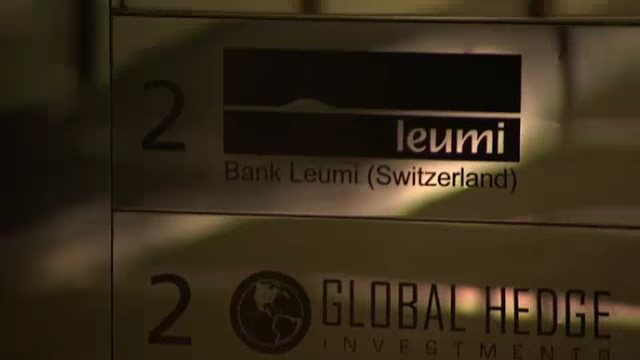 2
leumi
Bank Leumi (Switzerland)
2
GLOBAL HEDGE
INVESTMENTS